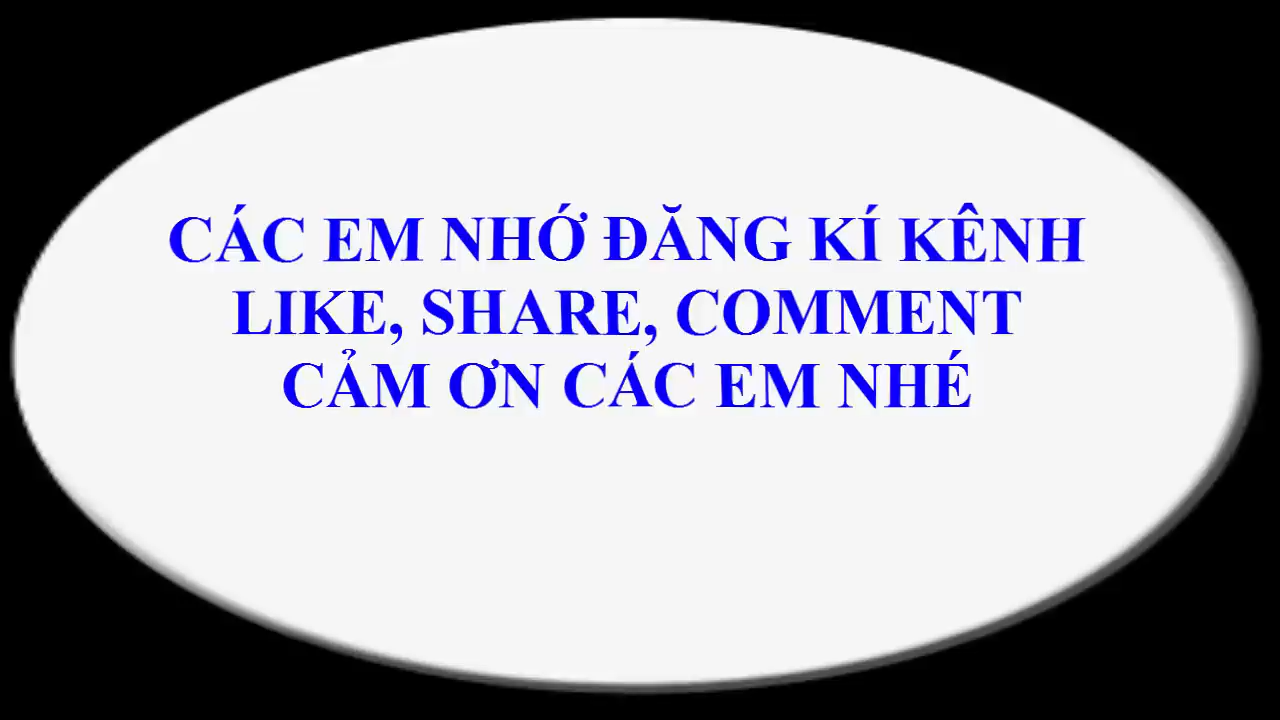 CÁC EM NHỚ ĐĂNG KÍ KÊNH
LIKE, SHARE, COMMENT
CẢM ƠN CÁC EM NHÉ